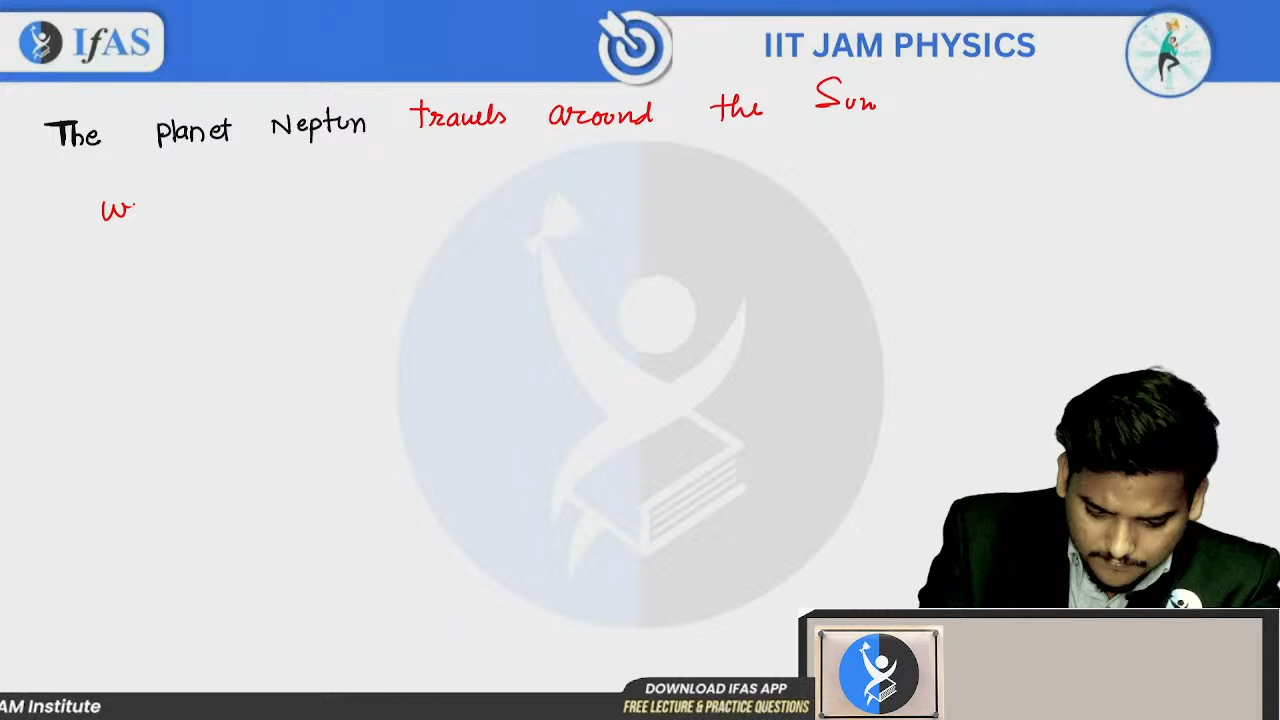 IfAS
IIT JAM PHYSICS
The planet Neptun travels around the Sun
w
AM Institute
DOWNLOAD IFAS APP
FREE LECTURE & PRACTICE QUESTIONS